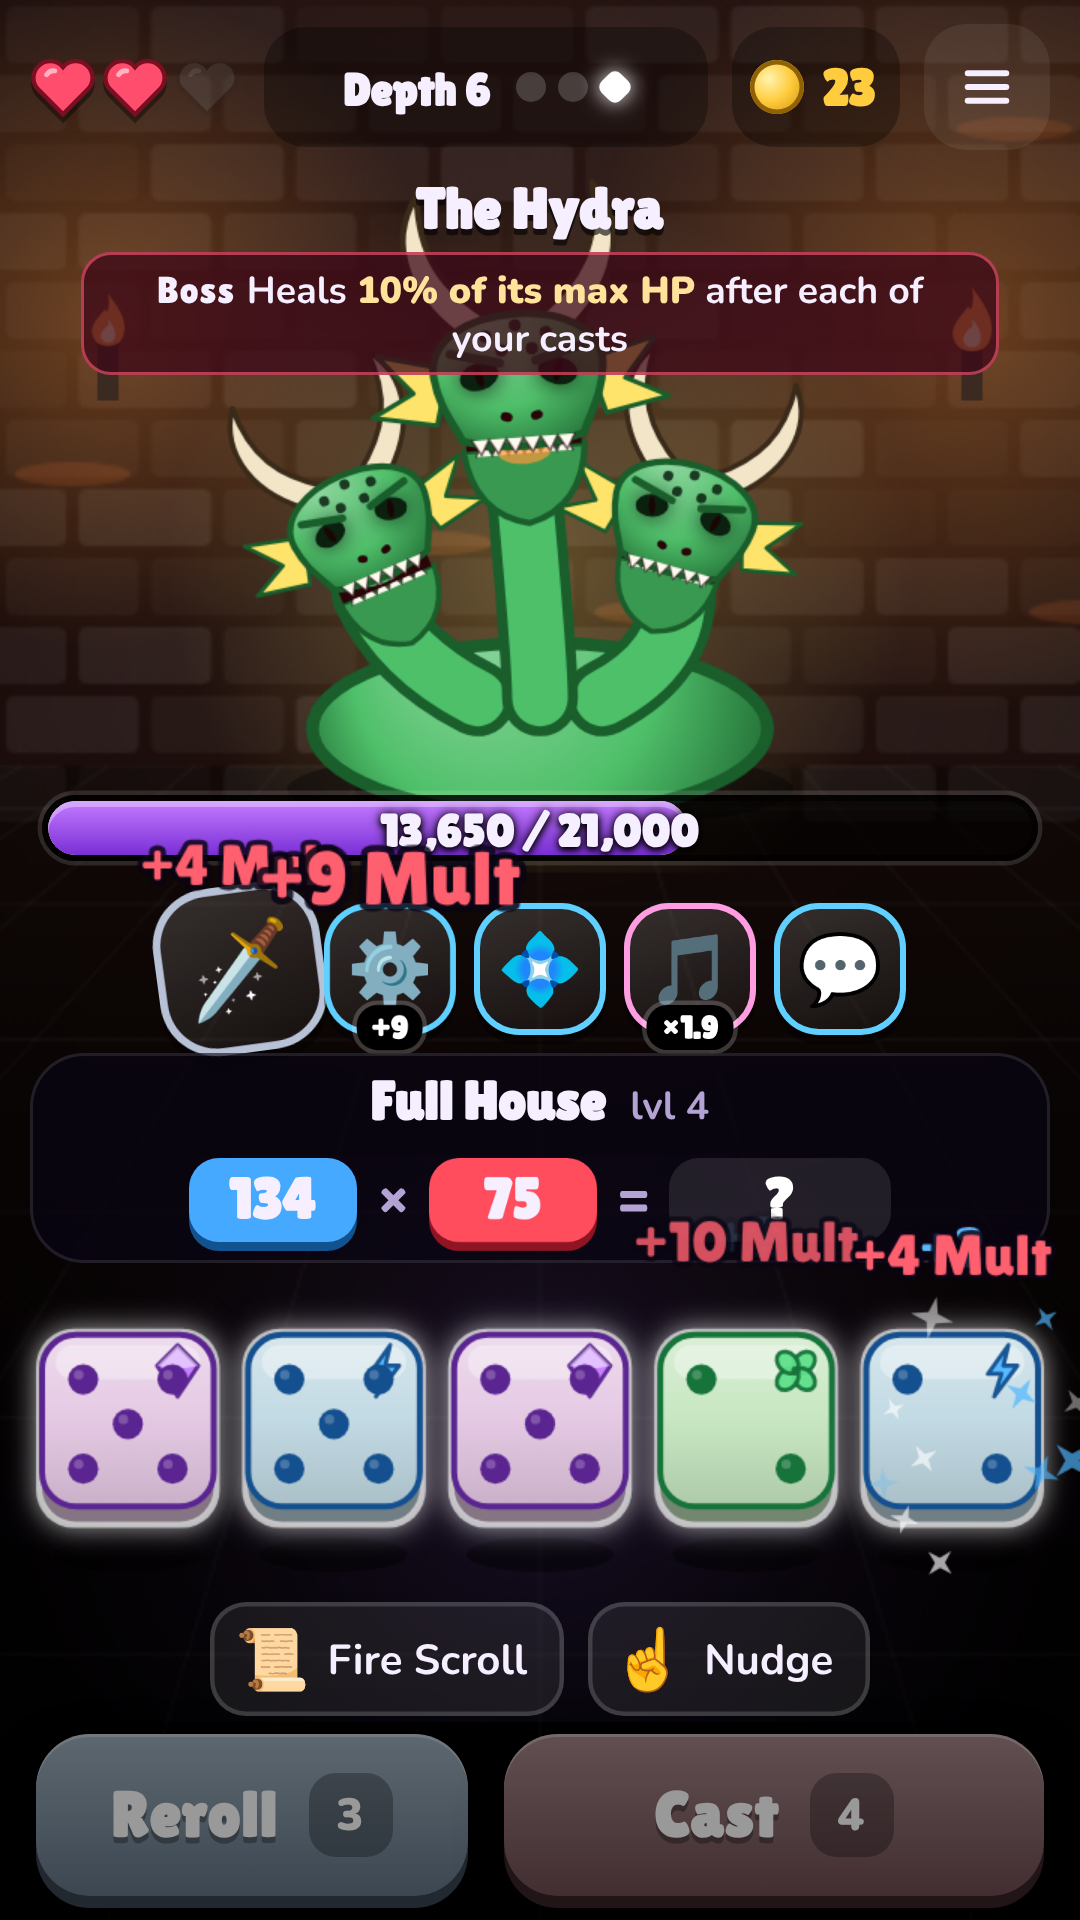 Depth 6
23
The Hydra
Boss Heals 10% of its max HP after each of
your casts
13,650 / 21,000
+4
+9 Mult
+9
×1.9
Full House lvl 4
134 × 75 = ?
+10 Mult
+4 Mult
Fire Scroll
Nudge
Reroll 3
Cast 4